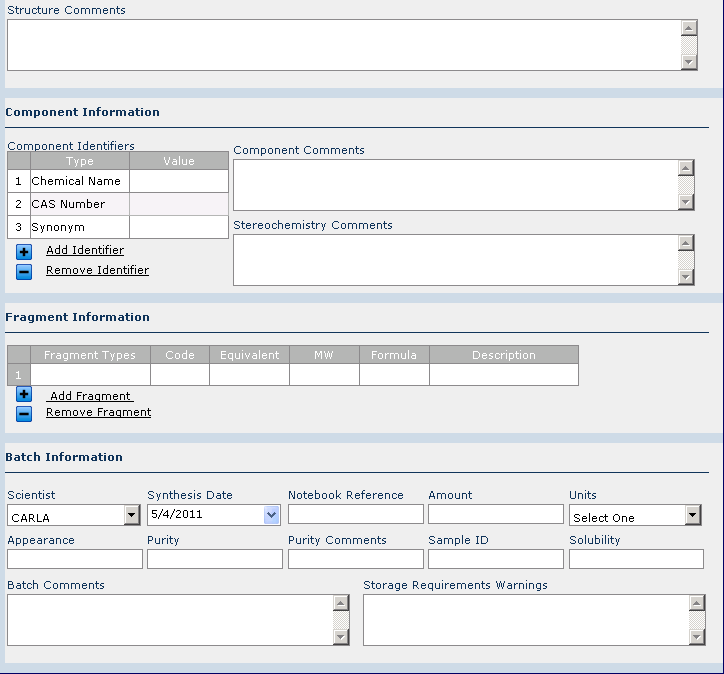 Structure Comments
Component Information
Component Identifiers
Type Value
1 Chemical Name
2 CAS Number
3 Synonym
Add Identifier
Remove Identifier
Component Comments
Stereochemistry Comments
Fragment Information
Fragment Types Code Equivalent MW Formula Description
1
Add Fragment
Remove Fragment
Batch Information
Scientist Synthesis Date Notebook Reference Amount Units
CARLA 5/4/2011 Select One
Appearance Purity Purity Comments Sample ID Solubility
Batch Comments Storage Requirements Warnings